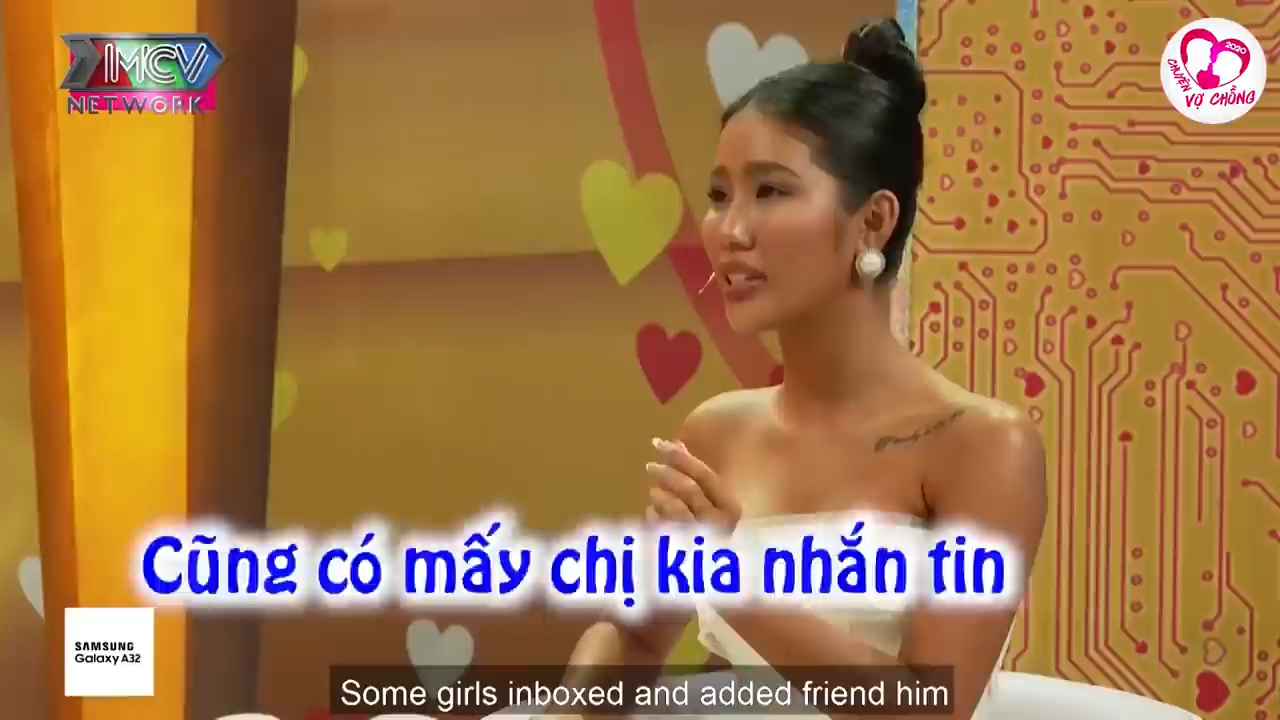 MCV
NETWORK
2020
CHUYỆN
VỢ CHỒNG
Cũng có mấy chị kia nhắn tin
SAMSUNG
Galaxy A32
Some girls inboxed and added friend him